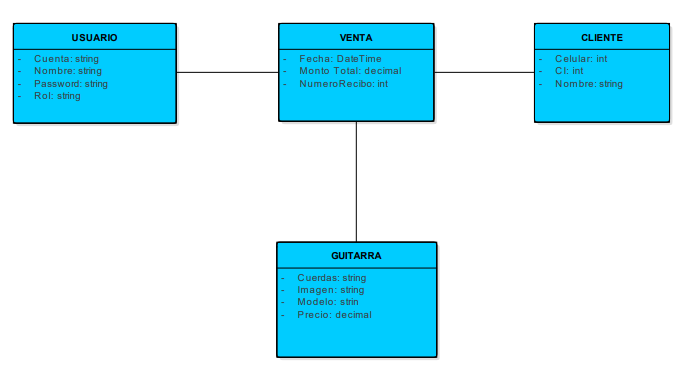 USUARIO
- Cuenta: string
- Nombre: string
- Password: string
- Rol: string
VENTA
- Fecha: DateTime
- Monto Total: decimal
- NumeroRecibo: int
CLIENTE
- Celular: int
- CI: int
- Nombre: string
GUITARRA
- Cuerdas: string
- Imagen: string
- Modelo: strin
- Precio: decimal